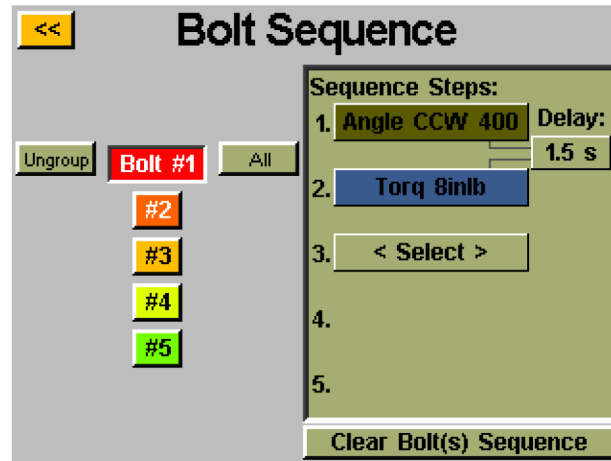 << Bolt Sequence
Sequence Steps:
1. Angle CCW 400 Delay:
Ungroup Bolt #1 All 1.5 s
#2 2. Torq 8inlb
#3 3. < Select >
#4 4.
#5 5.
Clear Bolt(s) Sequence